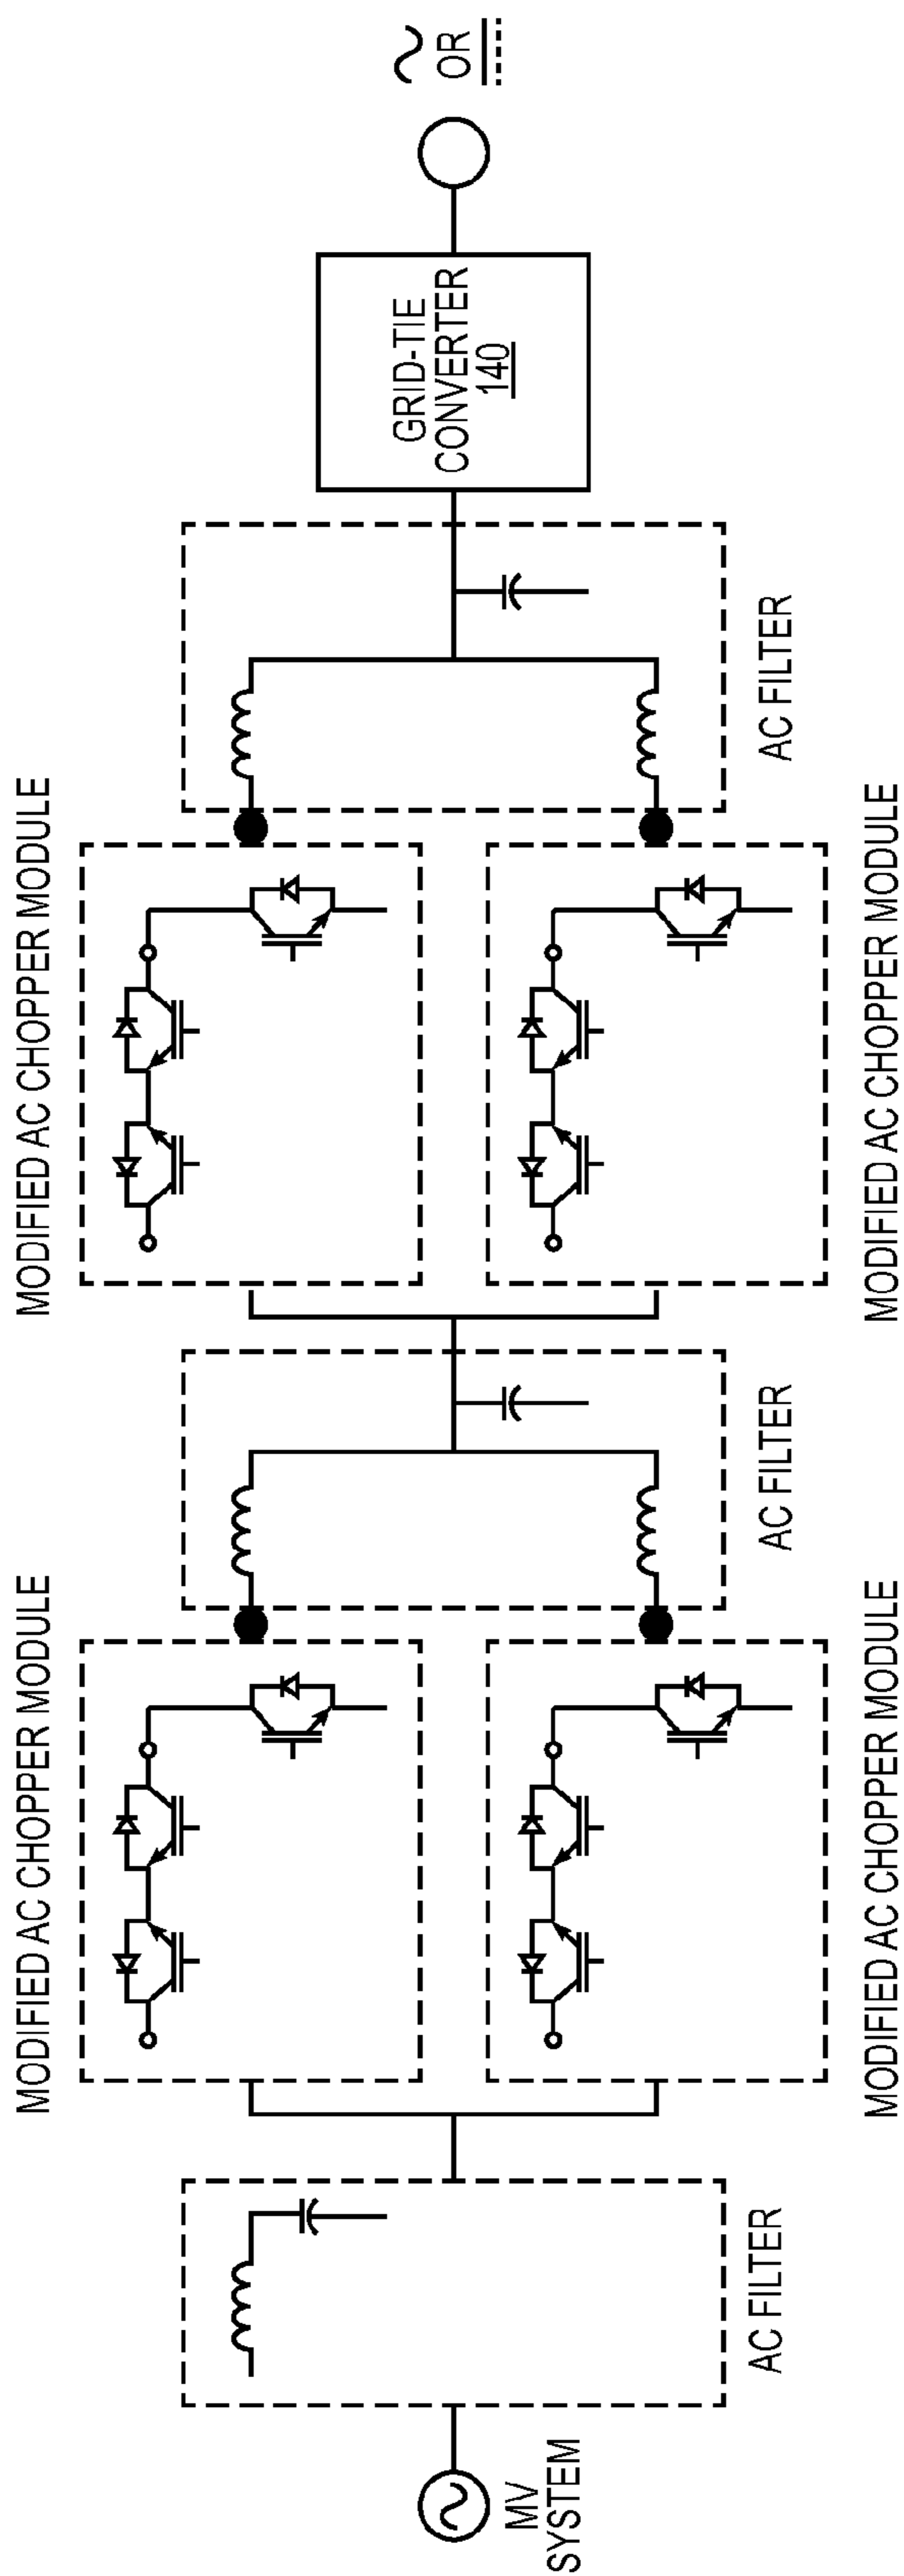 MV
SYSTEM
AC FILTER
MODIFIED AC CHOPPER MODULE
MODIFIED AC CHOPPER MODULE
AC FILTER
MODIFIED AC CHOPPER MODULE
MODIFIED AC CHOPPER MODULE
AC FILTER
GRID-TIE
CONVERTER
140
OR